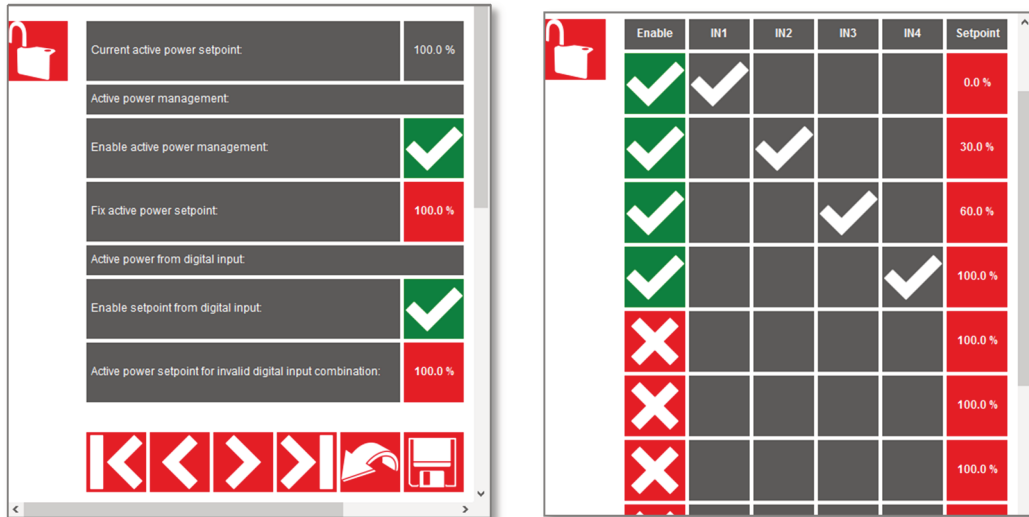 Current active power setpoint: 100.0 %
Active power management:
Enable active power management:
Fix active power setpoint: 100.0 %
Active power from digital input:
Enable setpoint from digital input:
Active power setpoint for invalid digital input combination: 100.0 %
Enable IN1 IN2 IN3 IN4 Setpoint
0.0 %
30.0 %
60.0 %
100.0 %
100.0 %
100.0 %
100.0 %